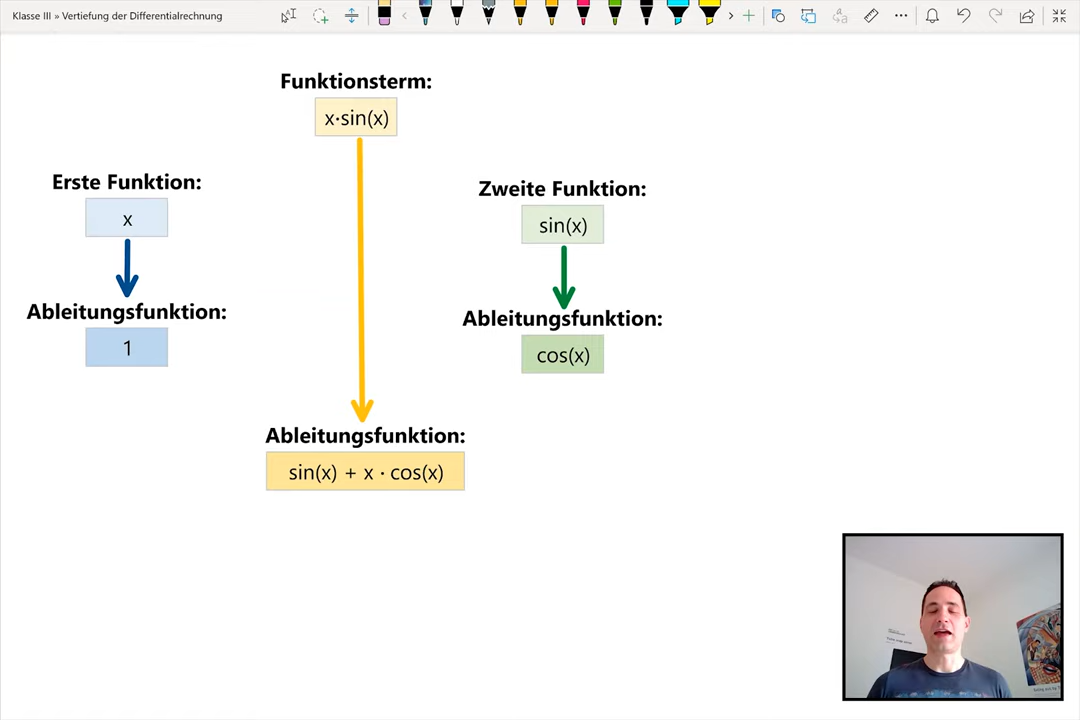 Klasse III » Vertiefung der Differentialrechnung
Funktionsterm:
x·sin(x)
Erste Funktion:
x
Ableitungsfunktion:
1
Zweite Funktion:
sin(x)
Ableitungsfunktion:
cos(x)
Ableitungsfunktion:
sin(x) + x · cos(x)